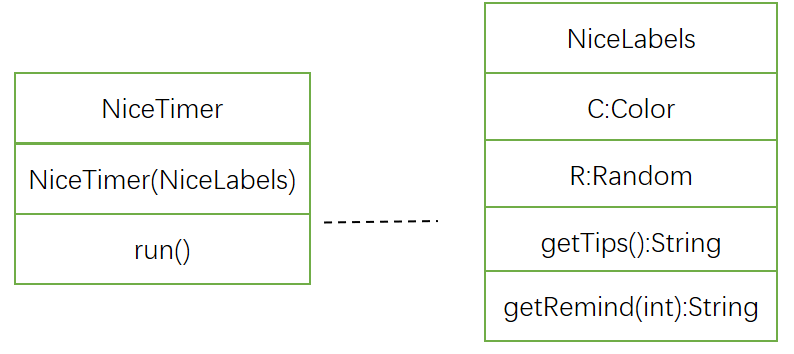 NiceTimer
NiceTimer(NiceLabels)
run()
NiceLabels
C:Color
R:Random
getTips():String
getRemind(int):String